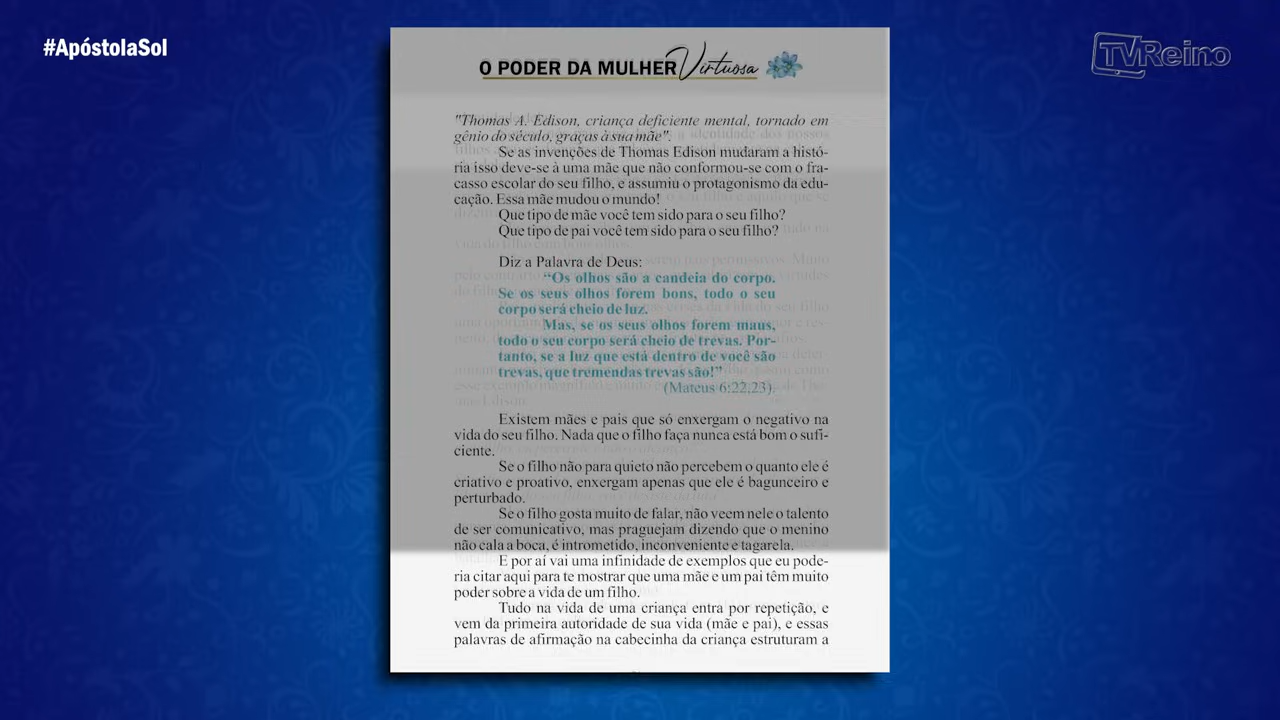 #ApóstolaSol
TVReino
O PODER DA MULHER Virtuosa
"Thomas A. Edison, criança deficiente mental, tornado em
gênio do século, graças à sua mãe".
Se as invenções de Thomas Edison mudaram a histó-
ria isso deve-se à uma mãe que não conformou-se com o fra-
casso escolar do seu filho, e assumiu o protagonismo da edu-
cação. Essa mãe mudou o mundo!
Que tipo de mãe você tem sido para o seu filho?
Que tipo de pai você tem sido para o seu filho?
Diz a Palavra de Deus:
“Os olhos são a candeia do corpo.
Se os seus olhos forem bons, todo o seu
corpo será cheio de luz.
Mas, se os seus olhos forem maus,
todo o seu corpo será cheio de trevas. Por-
tanto, se a luz que está dentro de você são
trevas, que tremendas trevas são!”
(Mateus 6:22,23).
Existem mães e pais que só enxergam o negativo na
vida do seu filho. Nada que o filho faça nunca está bom o sufi-
ciente.
Se o filho não para quieto não percebem o quanto ele é
criativo e proativo, enxergam apenas que ele é bagunceiro e
perturbado.
Se o filho gosta muito de falar, não veem nele o talento
de ser comunicativo, mas praguejam dizendo que o menino
não cala a boca, é intrometido, inconveniente e tagarela.
E por aí vai uma infinidade de exemplos que eu pode-
ria citar aqui para te mostrar que uma mãe e um pai têm muito
poder sobre a vida de um filho.
Tudo na vida de uma criança entra por repetição, e
vem da primeira autoridade de sua vida (mãe e pai), e essas
palavras de afirmação na cabecinha da criança estruturam a